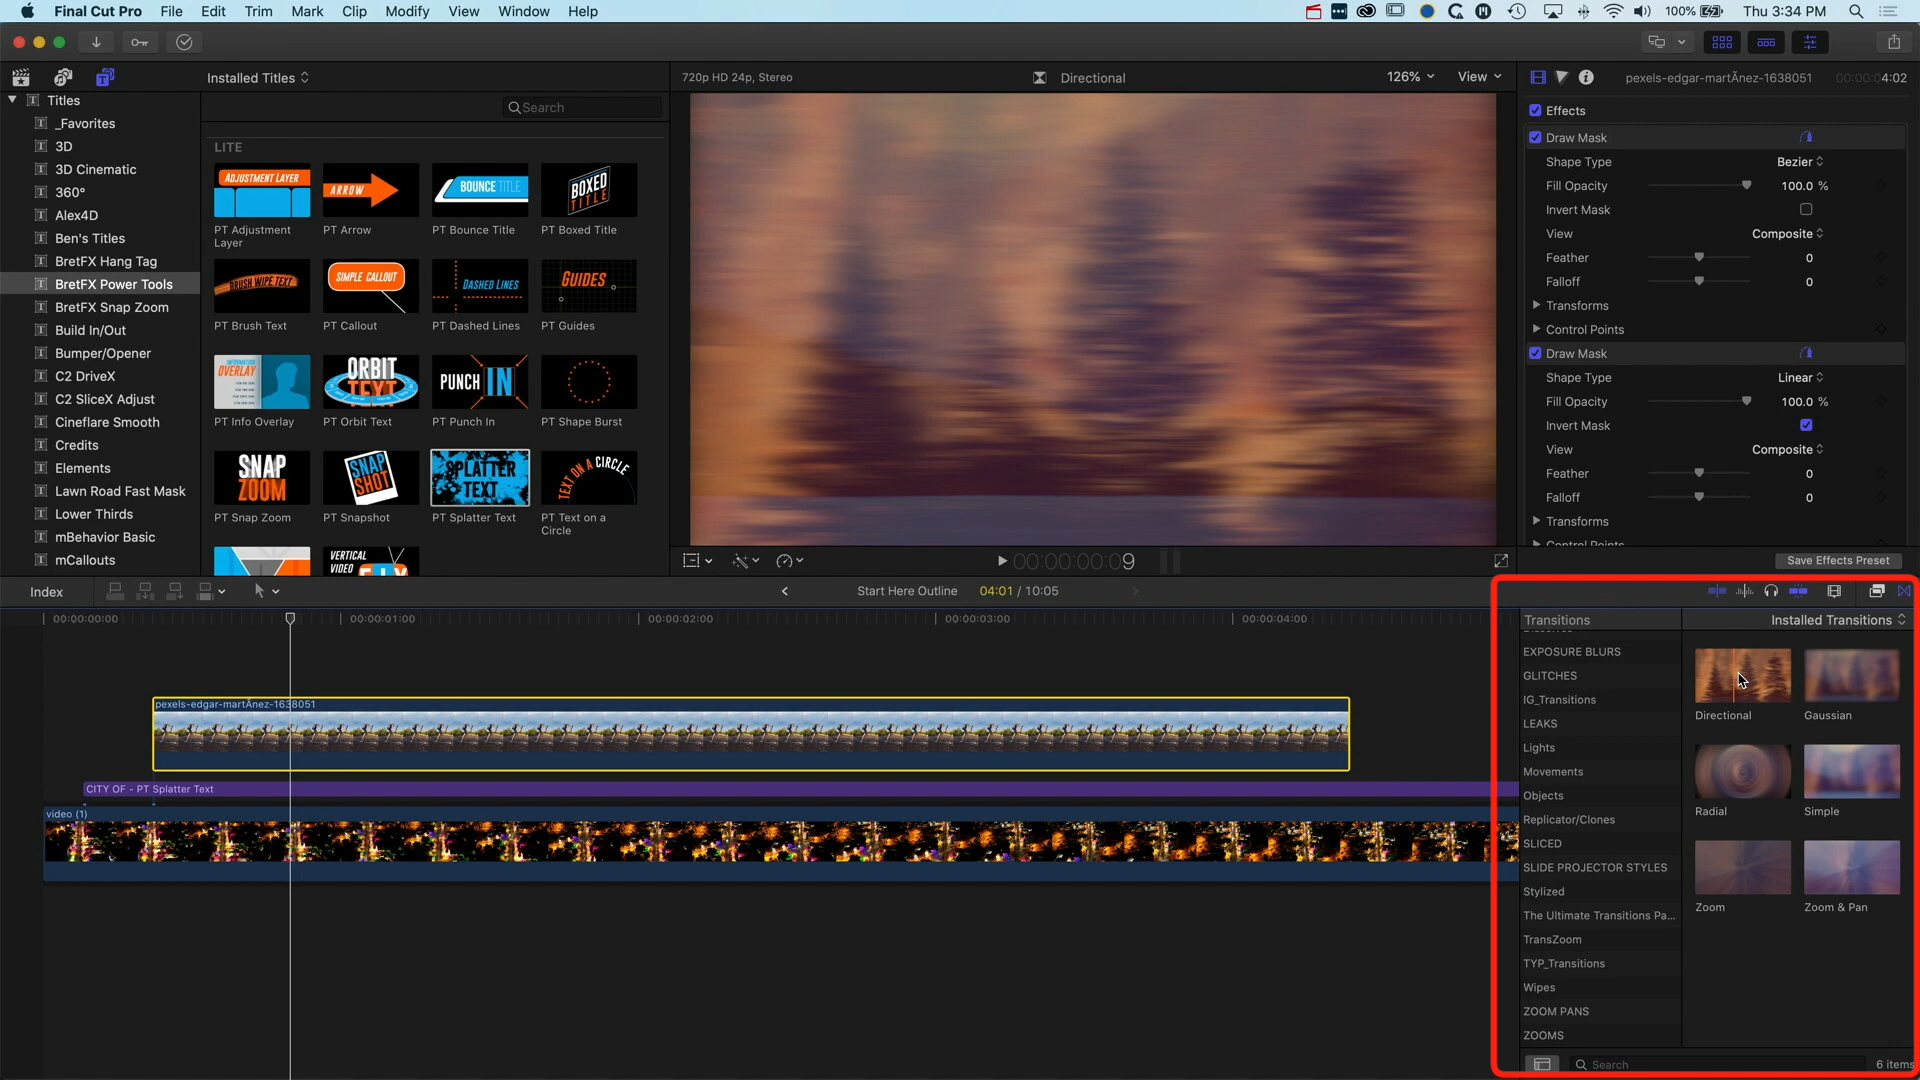 Final Cut Pro File Edit Trim Mark Clip Modify View Window Help
100% Thu 3:34 PM
Installed Titles
720p HD 24p, Stereo
Directional
126%
View
pexels-edgar-martÃnez-1638051
00:00:04:02
Titles
_Favorites
3D
3D Cinematic
360°
Alex4D
Ben's Titles
BretFX Hang Tag
BretFX Power Tools
BretFX Snap Zoom
Build In/Out
Bumper/Opener
C2 DriveX
C2 SliceX Adjust
Cineflare Smooth
Credits
Elements
Lawn Road Fast Mask
Lower Thirds
mBehavior Basic
mCallouts
Search
LITE
ADJUSTMENT LAYER
ARROW
BOUNCE TITLE
BOXED TITLE
PT Adjustment Layer
PT Arrow
PT Bounce Title
PT Boxed Title
BRUSH WIPE TEXT
SIMPLE CALLOUT
DASHED LINES
GUIDES
PT Brush Text
PT Callout
PT Dashed Lines
PT Guides
INFORMATION OVERLAY
ORBIT TEXT
PUNCH IN
PT Info Overlay
PT Orbit Text
PT Punch In
PT Shape Burst
SNAP ZOOM
SNAP SHOT
SPLATTER TEXT
TEXT ON A CIRCLE
PT Snap Zoom
PT Snapshot
PT Splatter Text
PT Text on a Circle
VERTICAL VIDEO
00:00:00:09
Effects
Draw Mask
Shape Type Bezier
Fill Opacity 100.0 %
Invert Mask
View Composite
Feather 0
Falloff 0
Transforms
Control Points
Draw Mask
Shape Type Linear
Fill Opacity 100.0 %
Invert Mask
View Composite
Feather 0
Falloff 0
Transforms
Control Points
Save Effects Preset
Index
Start Here Outline
04:01 / 10:05
00:00:00:00
00:00:01:00
00:00:02:00
00:00:03:00
00:00:04:00
pexels-edgar-martÃnez-1638051
CITY OF - PT Splatter Text
video (1)
Transitions
Installed Transitions
Dissolves
EXPOSURE BLURS
GLITCHES
IG_Transitions
LEAKS
Lights
Movements
Objects
Replicator/Clones
SLICED
SLIDE PROJECTOR STYLES
Stylized
The Ultimate Transitions Pa...
TransZoom
TYP_Transitions
Wipes
ZOOM PANS
ZOOMS
Directional
Gaussian
Radial
Simple
Zoom
Zoom & Pan
Search
6 items